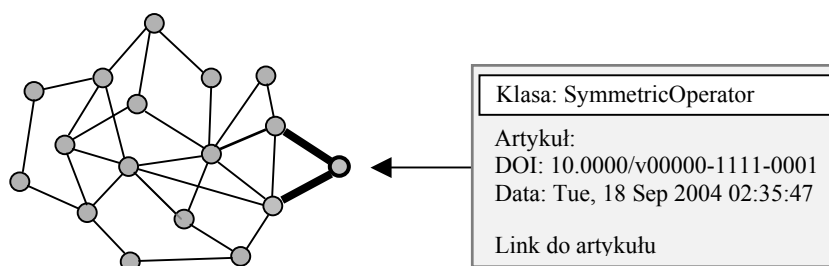 Klasa: SymmetricOperator
Artykuł:
DOI: 10.0000/v00000-1111-0001
Data: Tue, 18 Sep 2004 02:35:47
Link do artykułu